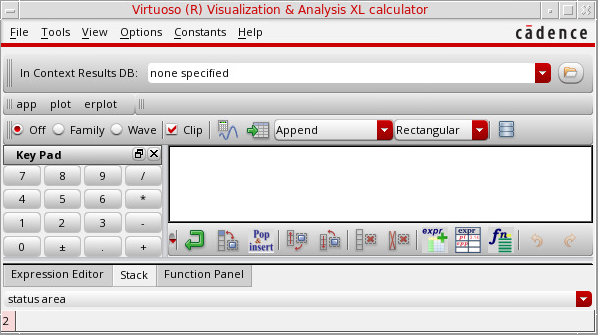 Virtuoso (R) Visualization & Analysis XL calculator
File Tools View Options Constants Help
cādence
In Context Results DB: none specified
app plot erplot
Off Family Wave Clip Append Rectangular
Key Pad
7 8 9 /
4 5 6 *
1 2 3 -
0 ± . +
Pop & insert
expr
expr
fn
Expression Editor Stack Function Panel
status area
2